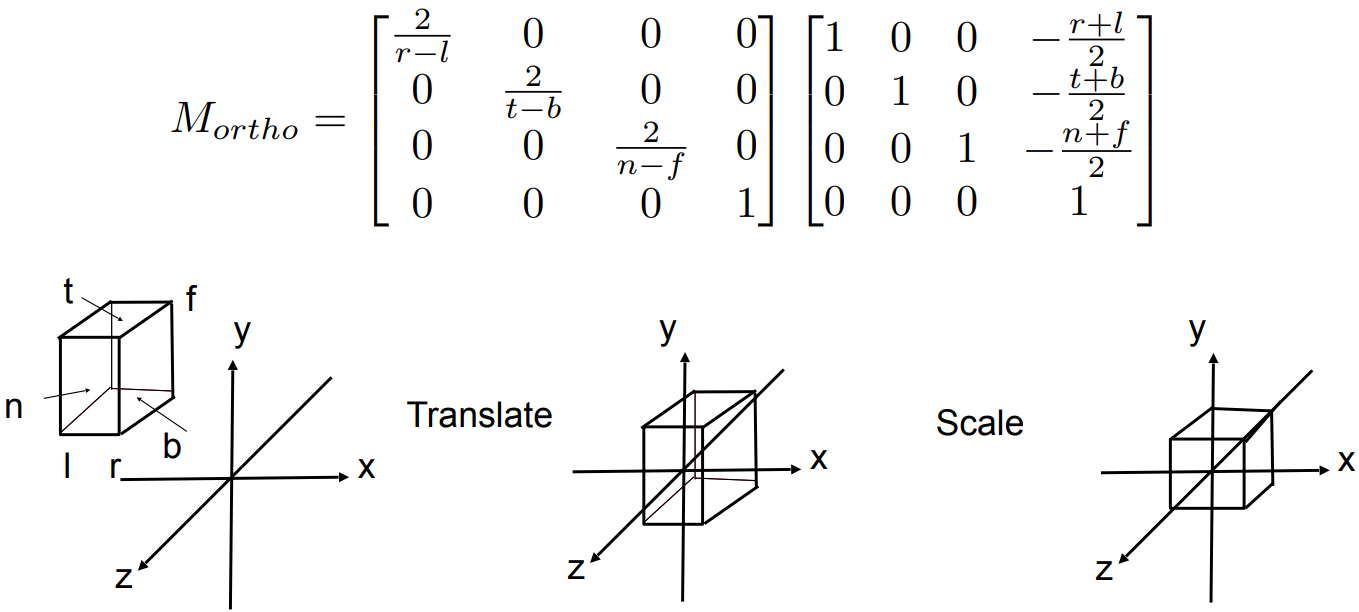 $M_{ortho} = \begin{bmatrix} \frac{2}{r-l} & 0 & 0 & 0 \\ 0 & \frac{2}{t-b} & 0 & 0 \\ 0 & 0 & \frac{2}{n-f} & 0 \\ 0 & 0 & 0 & 1 \end{bmatrix} \begin{bmatrix} 1 & 0 & 0 & -\frac{r+l}{2} \\ 0 & 1 & 0 & -\frac{t+b}{2} \\ 0 & 0 & 1 & -\frac{n+f}{2} \\ 0 & 0 & 0 & 1 \end{bmatrix}$
t
f
n
l
r
b
y
x
z
Translate
y
x
z
Scale
y
x
z